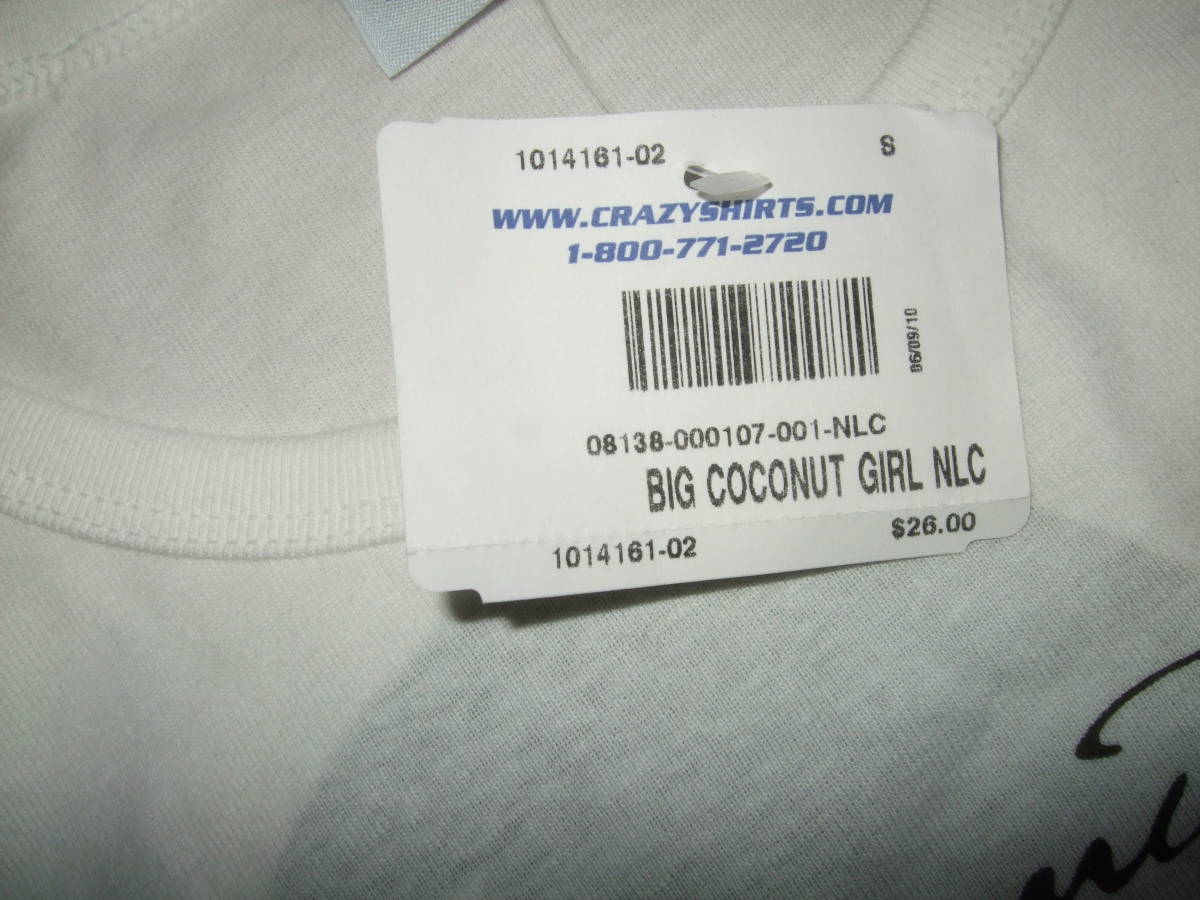 1014161-02 S
WWW.CRAZYSHIRTS.COM
1-800-771-2720
06/09/10
08138-000107-001-NLC
BIG COCONUT GIRL NLC
1014161-02 $26.00